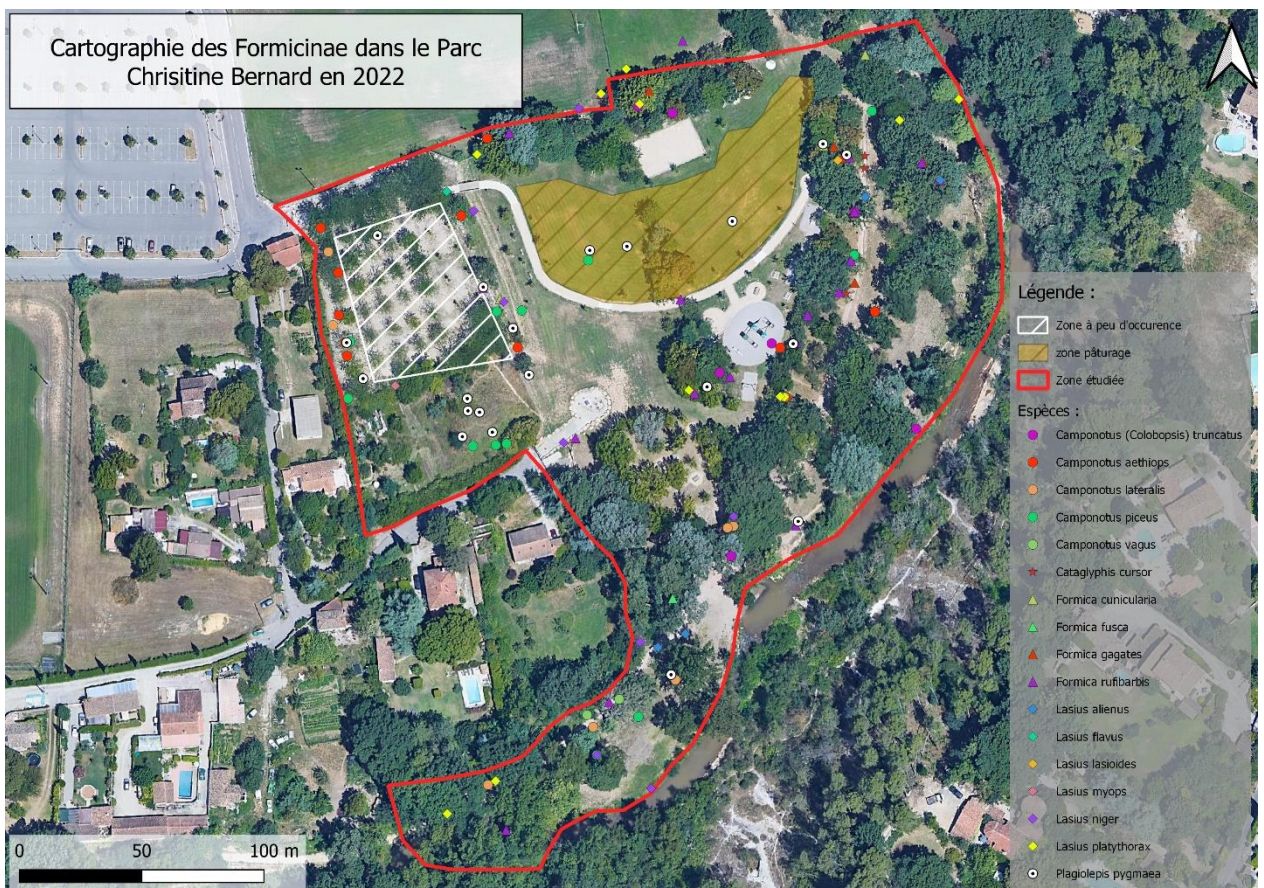 Cartographie des Formicinae dans le Parc
Chrisitine Bernard en 2022
Légende :
Zone à peu d'occurence
zone pâturage
Zone étudiée
Espèces :
Camponotus (Colobopsis) truncatus
Camponotus aethiops
Camponotus lateralis
Camponotus piceus
Camponotus vagus
Cataglyphis cursor
Formica cunicularia
Formica fusca
Formica gagates
Formica rufibarbis
Lasius alienus
Lasius flavus
Lasius lasioides
Lasius myops
Lasius niger
Lasius platythorax
Plagiolepis pygmaea
0 50 100 m